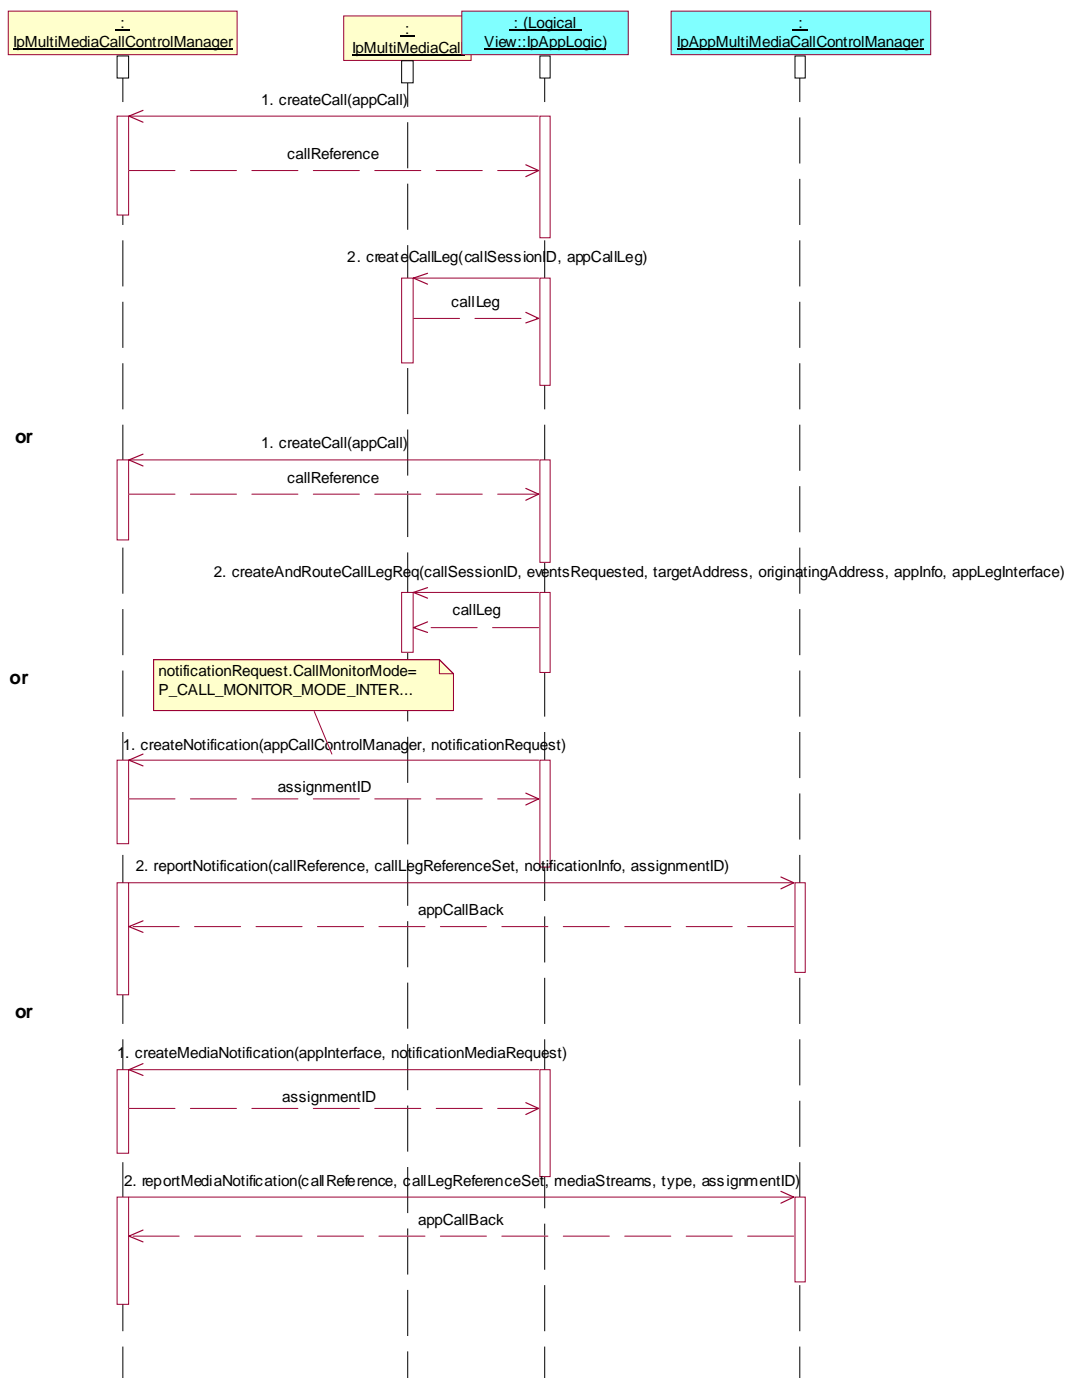 :
IpMultiMediaCallControlManager
:
IpMultiMediaCall
: (Logical
View::IpAppLogic)
:
IpAppMultiMediaCallControlManager
1. createCall(appCall)
callReference
2. createCallLeg(callSessionID, appCallLeg)
callLeg
or
1. createCall(appCall)
callReference
2. createAndRouteCallLegReq(callSessionID, eventsRequested, targetAddress, originatingAddress, appInfo, appLegInterface)
callLeg
or
notificationRequest.CallMonitorMode=
P_CALL_MONITOR_MODE_INTER...
1. createNotification(appCallControlManager, notificationRequest)
assignmentID
2. reportNotification(callReference, callLegReferenceSet, notificationInfo, assignmentID)
appCallBack
or
1. createMediaNotification(appInterface, notificationMediaRequest)
assignmentID
2. reportMediaNotification(callReference, callLegReferenceSet, mediaStreams, type, assignmentID)
appCallBack